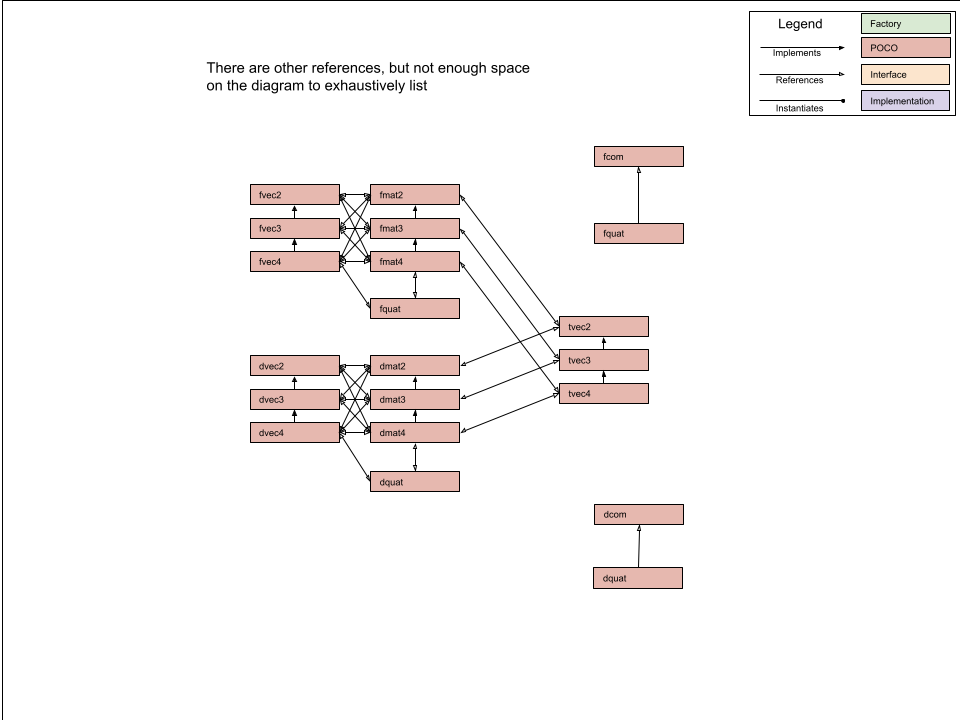 Legend
Factory
Implements
POCO
References
Interface
Instantiates
Implementation
There are other references, but not enough space
on the diagram to exhaustively list
fcom
fquat
fvec2
fmat2
fvec3
fmat3
fvec4
fmat4
fquat
tvec2
tvec3
tvec4
dvec2
dmat2
dvec3
dmat3
dvec4
dmat4
dquat
dcom
dquat